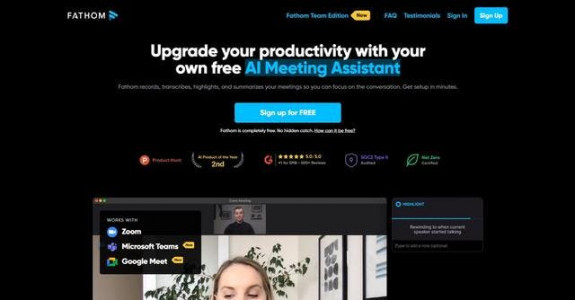 FATHOM
Fathom Team Edition New FAQ Testimonials Sign In Sign Up
Upgrade your productivity with your
own free AI Meeting Assistant
Fathom records, transcribes, highlights, and summarizes your meetings so you can focus on the conversation. Get setup in minutes.
Sign up for FREE
Fathom is completely free. No hidden catch. How can it be free?
Product Hunt
AI Product of the Year
2nd
5.0/5.0
SOC2 Type II
Audited
Net Zero
Certified
WORKS WITH
Zoom
Microsoft Teams New
Google Meet New
HIGHLIGHT
Rewinding to when current
speaker started talking
Type to add a note (optional)